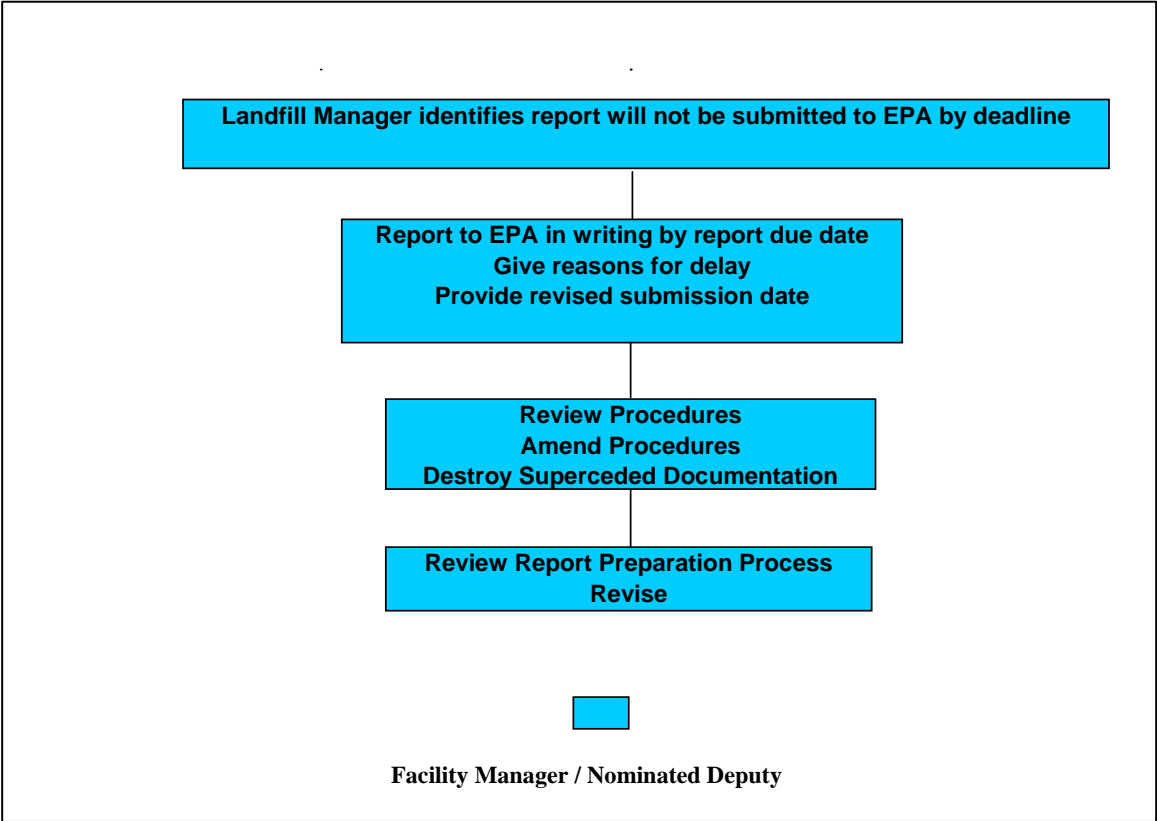 Landfill Manager identifies report will not be submitted to EPA by deadline
Report to EPA in writing by report due date
Give reasons for delay
Provide revised submission date
Review Procedures
Amend Procedures
Destroy Superceded Documentation
Review Report Preparation Process
Revise
Facility Manager / Nominated Deputy